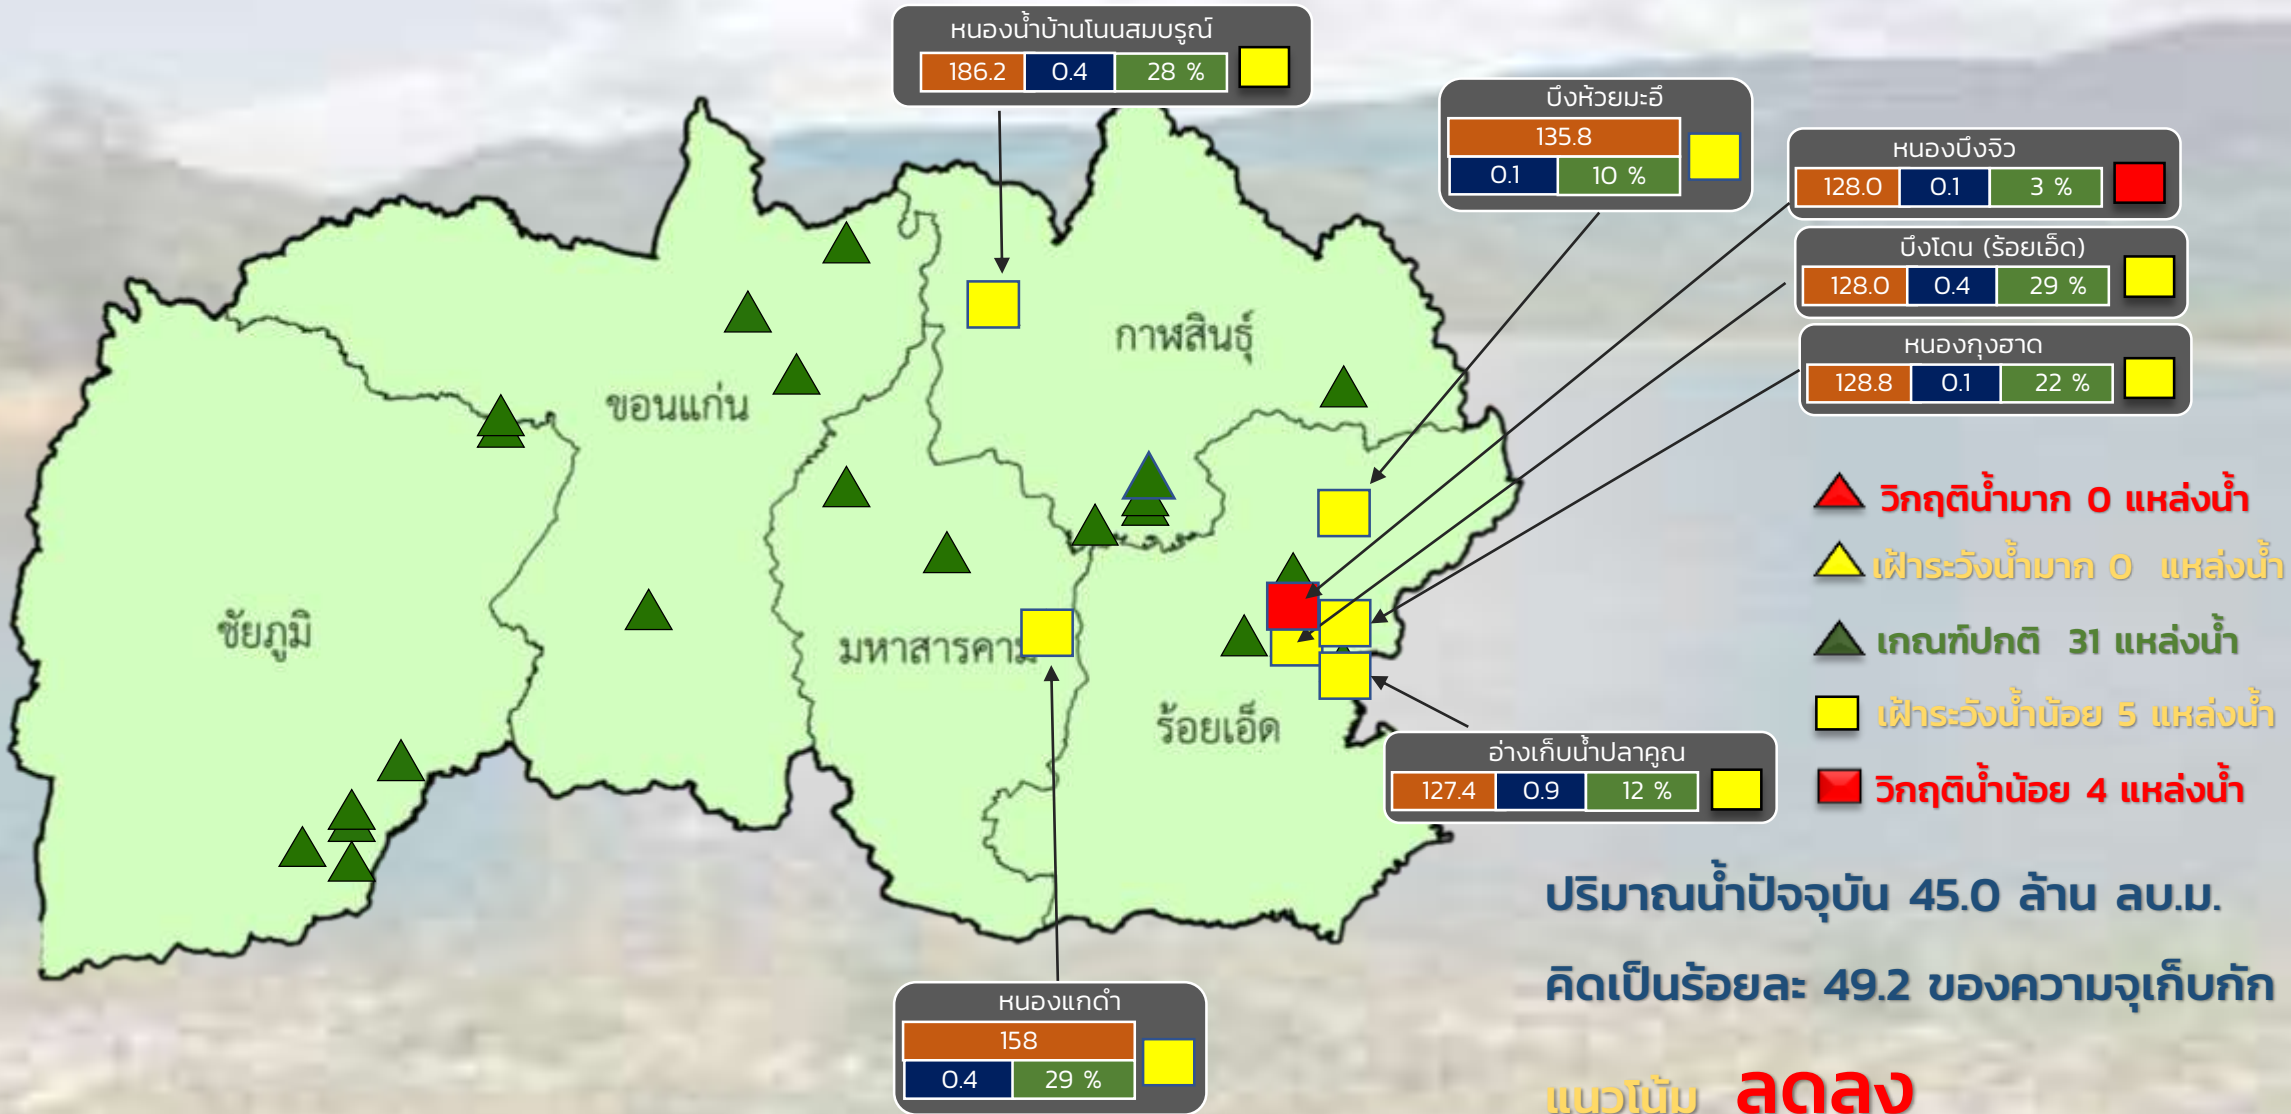 หนองน้ำบ้านโนนสมบรูณ์
186.2 0.4 28 %
บึงห้วยมะอึ
135.8
0.1 10 %
หนองบึงจิว
128.0 0.1 3 %
บึงโดน (ร้อยเอ็ด)
128.0 0.4 29 %
หนองกุงฮาด
128.8 0.1 22 %
กาฬสินธุ์
ขอนแก่น
ชัยภูมิ
มหาสารคาม
ร้อยเอ็ด
วิกฤติน้ำมาก 0 แหล่งน้ำ
เฝ้าระวังน้ำมาก 0 แหล่งน้ำ
เกณฑ์ปกติ 31 แหล่งน้ำ
เฝ้าระวังน้ำน้อย 5 แหล่งน้ำ
วิกฤติน้ำน้อย 4 แหล่งน้ำ
อ่างเก็บน้ำปลาคูณ
127.4 0.9 12 %
ปริมาณน้ำปัจจุบัน 45.0 ล้าน ลบ.ม.
คิดเป็นร้อยละ 49.2 ของความจุเก็บกัก
แนวโน้ม ลดลง
หนองแกดำ
158
0.4 29 %